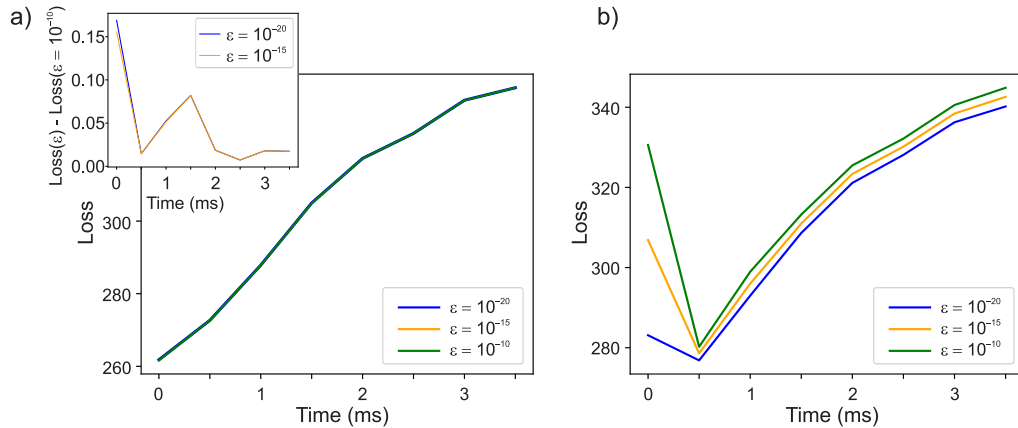 a)
Loss(ε) - Loss(ε = 10⁻¹⁰)
0.15
0.10
0.05
0.00
ε = 10⁻²⁰
ε = 10⁻¹⁵
0 1 2 3
Time (ms)
Loss
300
280
260
ε = 10⁻²⁰
ε = 10⁻¹⁵
ε = 10⁻¹⁰
0 1 2 3
Time (ms)
b)
Loss
340
320
300
280
ε = 10⁻²⁰
ε = 10⁻¹⁵
ε = 10⁻¹⁰
0 1 2 3
Time (ms)